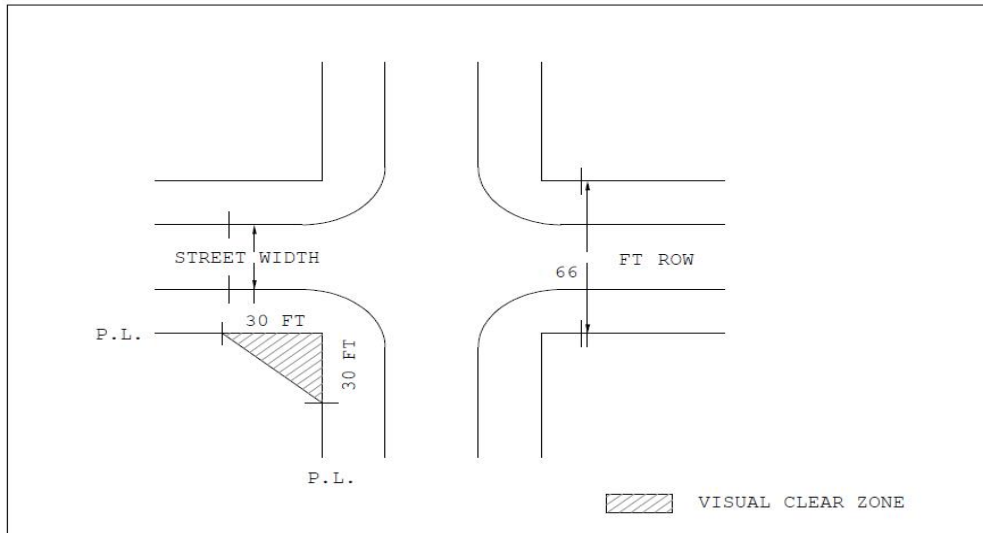 STREET WIDTH
66 FT ROW
30 FT
P.L.
30 FT
P.L.
VISUAL CLEAR ZONE